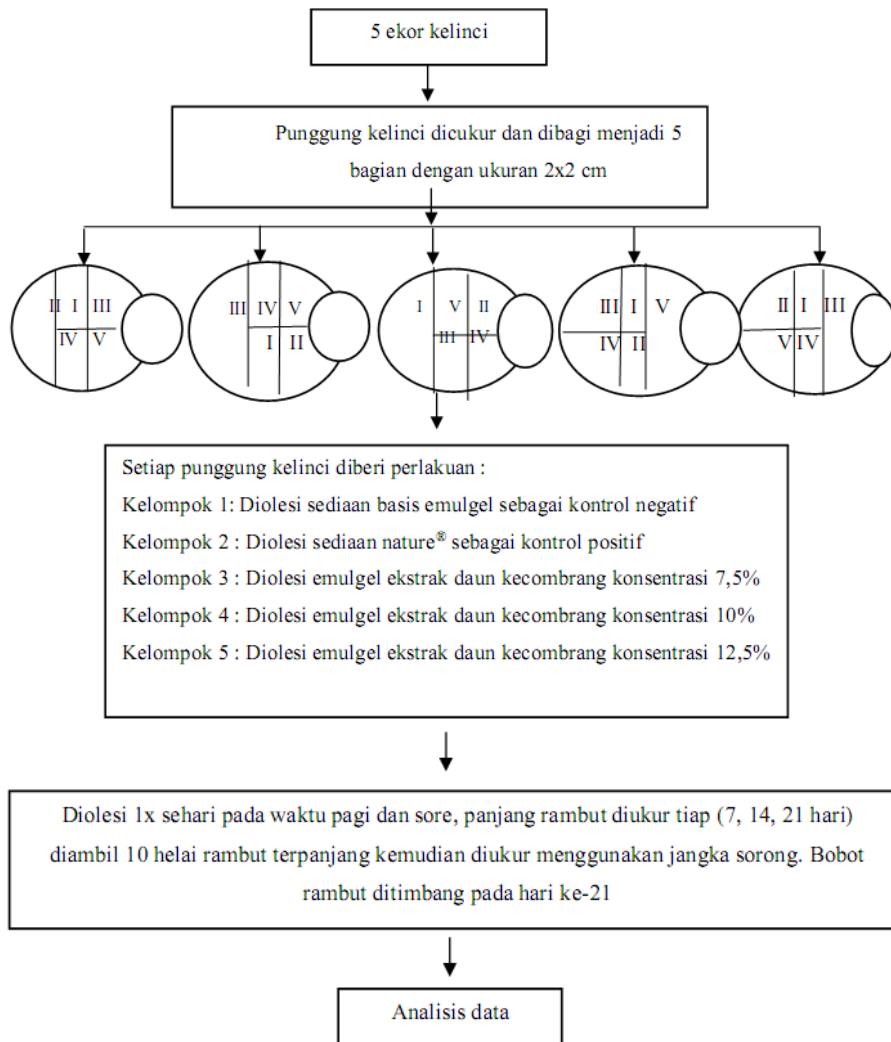 5 ekor kelinci
Punggung kelinci dicukur dan dibagi menjadi 5
bagian dengan ukuran 2x2 cm
II I III
IV V
III IV V
I II
I V II
III IV
III I V
IV II
II I III
V IV
Setiap punggung kelinci diberi perlakuan :
Kelompok 1: Diolesi sediaan basis emulgel sebagai kontrol negatif
Kelompok 2 : Diolesi sediaan nature® sebagai kontrol positif
Kelompok 3 : Diolesi emulgel ekstrak daun kecombrang konsentrasi 7,5%
Kelompok 4 : Diolesi emulgel ekstrak daun kecombrang konsentrasi 10%
Kelompok 5 : Diolesi emulgel ekstrak daun kecombrang konsentrasi 12,5%
Diolesi 1x sehari pada waktu pagi dan sore, panjang rambut diukur tiap (7, 14, 21 hari)
diambil 10 helai rambut terpanjang kemudian diukur menggunakan jangka sorong. Bobot
rambut ditimbang pada hari ke-21
Analisis data